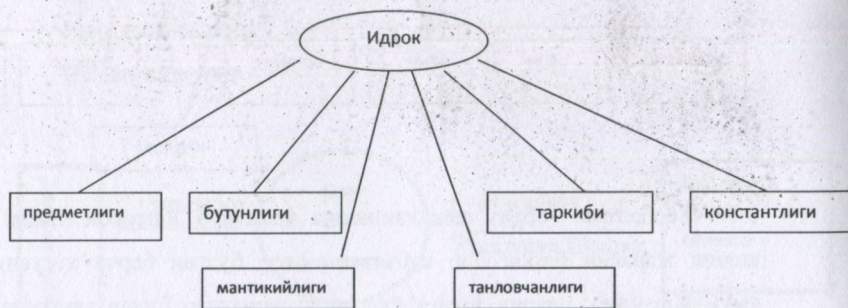 Идрок
предметлиги
бутунлиги
таркиби
константлиги
мантикийлиги
танловчанлиги